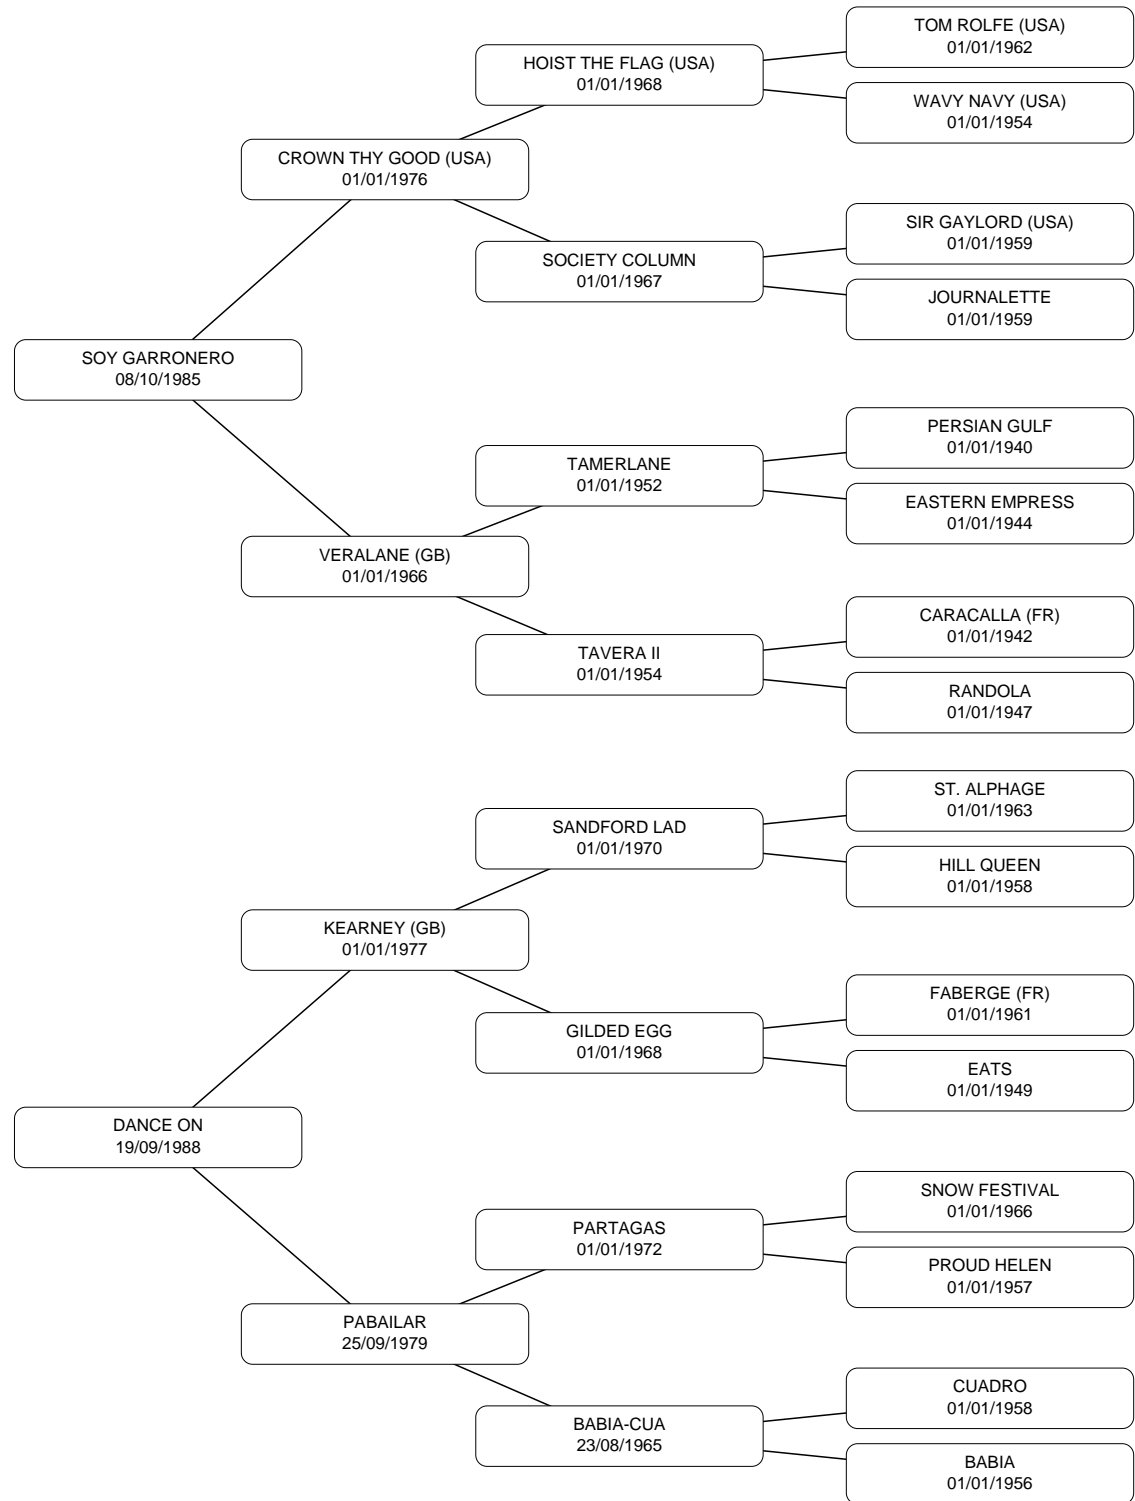 TOM ROLFE (USA)
01/01/1962
HOIST THE FLAG (USA)
01/01/1968
WAVY NAVY (USA)
01/01/1954
CROWN THY GOOD (USA)
01/01/1976
SIR GAYLORD (USA)
01/01/1959
SOCIETY COLUMN
01/01/1967
JOURNALETTE
01/01/1959
SOY GARRONERO
08/10/1985
PERSIAN GULF
01/01/1940
TAMERLANE
01/01/1952
EASTERN EMPRESS
01/01/1944
VERALANE (GB)
01/01/1966
CARACALLA (FR)
01/01/1942
TAVERA II
01/01/1954
RANDOLA
01/01/1947
ST. ALPHAGE
01/01/1963
SANDFORD LAD
01/01/1970
HILL QUEEN
01/01/1958
KEARNEY (GB)
01/01/1977
FABERGE (FR)
01/01/1961
GILDED EGG
01/01/1968
EATS
01/01/1949
DANCE ON
19/09/1988
SNOW FESTIVAL
01/01/1966
PARTAGAS
01/01/1972
PROUD HELEN
01/01/1957
PABAILAR
25/09/1979
CUADRO
01/01/1958
BABIA-CUA
23/08/1965
BABIA
01/01/1956